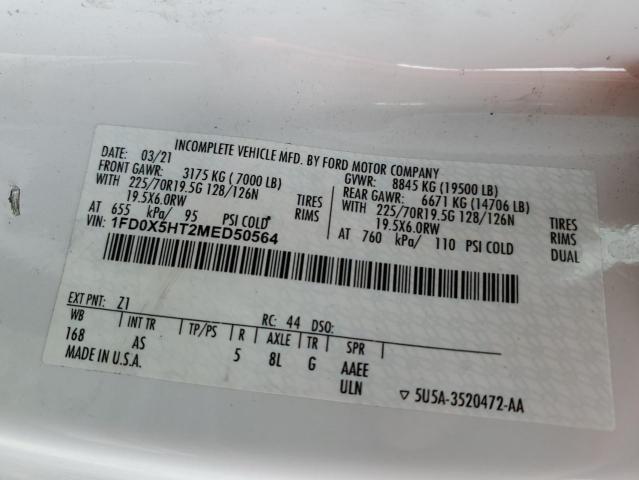 INCOMPLETE VEHICLE MFD. BY FORD MOTOR COMPANY
DATE: 03/21
GVWR: 8845 KG (19500 LB)
FRONT GAWR: 3175 KG ( 7000 LB)
REAR GAWR: 6671 KG (14706 LB)
WITH 225/70R19.5G 128/126N TIRES
WITH 225/70R19.5G 128/126N TIRES
19.5X6.0RW RIMS
19.5X6.0RW RIMS
AT 655 kPa/ 95 PSI COLD
AT 760 kPa/ 110 PSI COLD DUAL
VIN: 1FD0X5HT2MED50564
EXT PNT: Z1 RC: 44 DSO:
WB INT TR TP/PS R AXLE TR SPR
168 AS 5 8L G AAEE
ULN
MADE IN U.S.A.
▽ 5U5A-3520472-AA